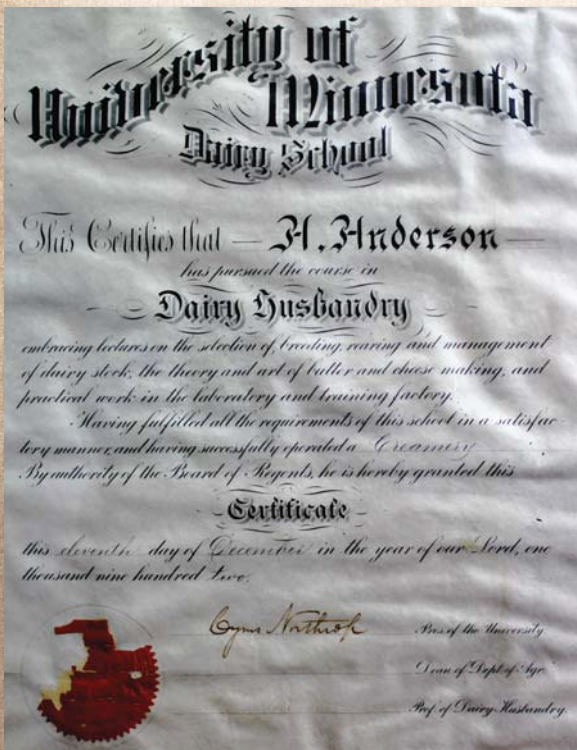 University of
Minnesota
Dairy School
This Certifies that — H. Anderson —
has pursued the course in
Dairy Husbandry
embracing lectures on the selection of, breeding, rearing and management
of dairy stock, the theory and art of butter and cheese making, and
practical work in the laboratory and training factory.
Having fulfilled all the requirements of this school in a satisfac-
tory manner, and having successfully operated a Creamery
By authority of the Board of Regents, he is hereby granted this
Certificate
this eleventh day of December in the year of our Lord, one
thousand nine hundred two.
Cyrus Northrop Pres. of the University
Dean of Dept. of Agr.
Prof. of Dairy Husbandry.